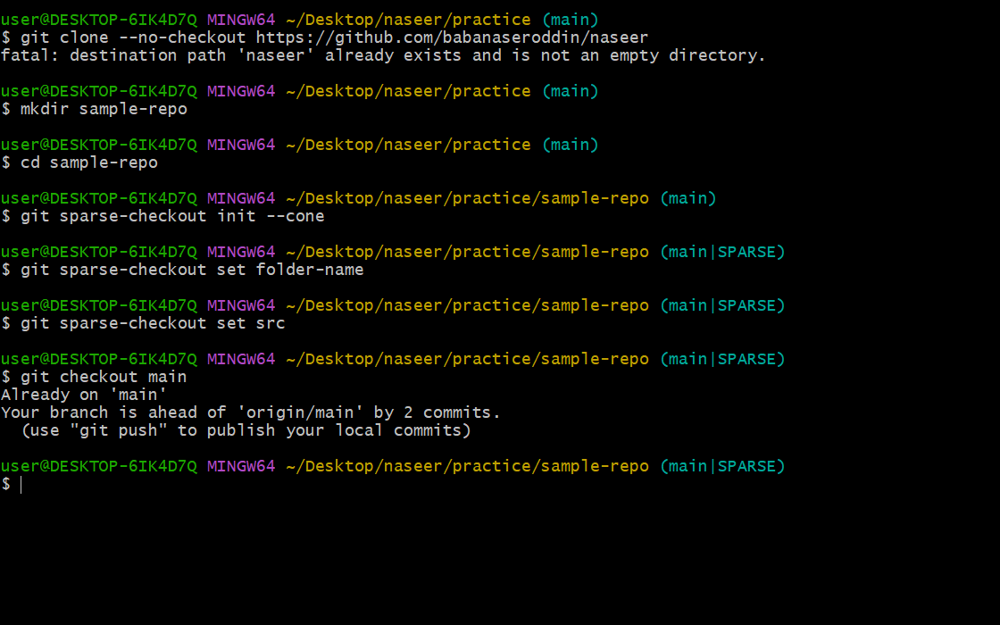 user@DESKTOP-6IK4D7Q MINGW64 ~/Desktop/naseer/practice (main)
$ git clone --no-checkout https://github.com/babanaseroddin/naseer
fatal: destination path 'naseer' already exists and is not an empty directory.
user@DESKTOP-6IK4D7Q MINGW64 ~/Desktop/naseer/practice (main)
$ mkdir sample-repo
user@DESKTOP-6IK4D7Q MINGW64 ~/Desktop/naseer/practice (main)
$ cd sample-repo
user@DESKTOP-6IK4D7Q MINGW64 ~/Desktop/naseer/practice/sample-repo (main)
$ git sparse-checkout init --cone
user@DESKTOP-6IK4D7Q MINGW64 ~/Desktop/naseer/practice/sample-repo (main|SPARSE)
$ git sparse-checkout set folder-name
user@DESKTOP-6IK4D7Q MINGW64 ~/Desktop/naseer/practice/sample-repo (main|SPARSE)
$ git sparse-checkout set src
user@DESKTOP-6IK4D7Q MINGW64 ~/Desktop/naseer/practice/sample-repo (main|SPARSE)
$ git checkout main
Already on 'main'
Your branch is ahead of 'origin/main' by 2 commits.
  (use "git push" to publish your local commits)
user@DESKTOP-6IK4D7Q MINGW64 ~/Desktop/naseer/practice/sample-repo (main|SPARSE)
$